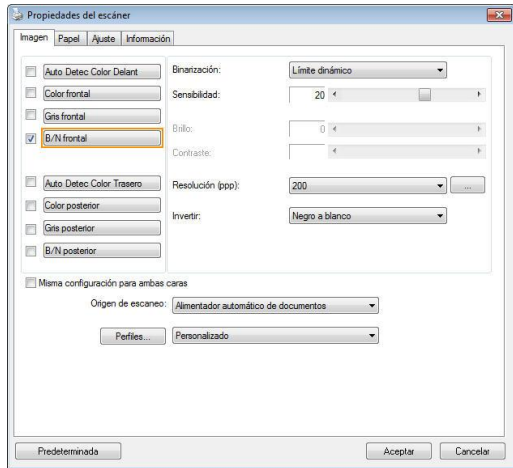 Propiedades del escáner
Imagen Papel Ajuste Información
Auto Detec Color Delant
Color frontal
Gris frontal
B/N frontal
Auto Detec Color Trasero
Color posterior
Gris posterior
B/N posterior
Binarización: Límite dinámico
Sensibilidad: 20
Brillo: 0
Contraste:
Resolución (ppp): 200 ...
Invertir: Negro a blanco
Misma configuración para ambas caras
Origen de escaneo: Alimentador automático de documentos
Perfiles... Personalizado
Predeterminada Aceptar Cancelar